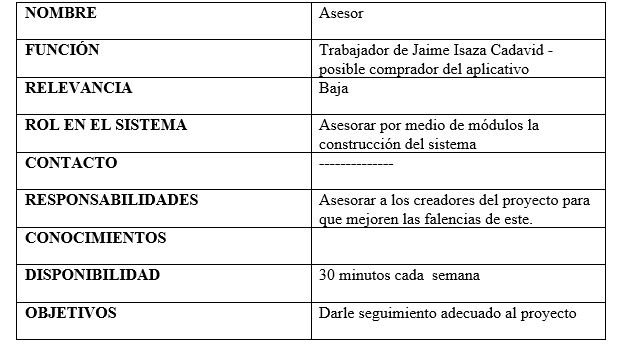 NOMBRE Asesor
FUNCIÓN Trabajador de Jaime Isaza Cadavid -
posible comprador del aplicativo
RELEVANCIA Baja
ROL EN EL SISTEMA Asesorar por medio de módulos la
construcción del sistema
CONTACTO --------------
RESPONSABILIDADES Asesorar a los creadores del proyecto para
que mejoren las falencias de este.
CONOCIMIENTOS
DISPONIBILIDAD 30 minutos cada  semana
OBJETIVOS Darle seguimiento adecuado al proyecto